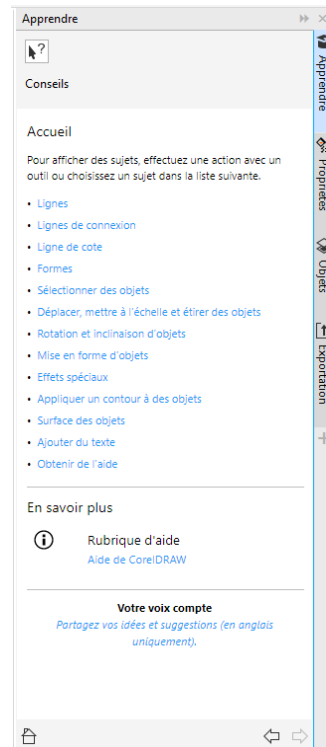 Apprendre
Conseils
Accueil
Pour afficher des sujets, effectuez une action avec un
outil ou choisissez un sujet dans la liste suivante.
• Lignes
• Lignes de connexion
• Ligne de cote
• Formes
• Sélectionner des objets
• Déplacer, mettre à l'échelle et étirer des objets
• Rotation et inclinaison d'objets
• Mise en forme d'objets
• Effets spéciaux
• Appliquer un contour à des objets
• Surface des objets
• Ajouter du texte
• Obtenir de l'aide
En savoir plus
Rubrique d'aide
Aide de CorelDRAW
Votre voix compte
Partagez vos idées et suggestions (en anglais
uniquement).
Apprendre
Propriétés
Objets
Exportation